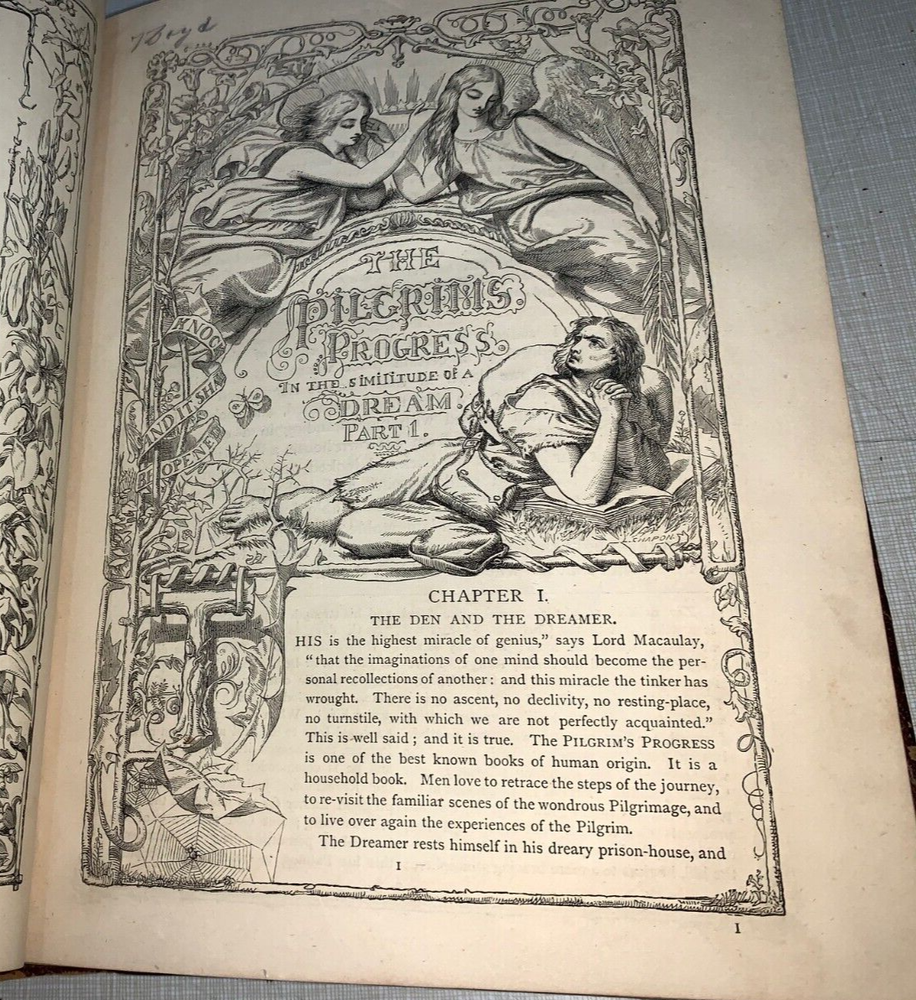 Boyd
THE
PILGRIMS
PROGRESS.
IN THE SIMILITUDE OF A
DREAM.
PART 1.
KNOC
AND IT SHA
BE OPENED
CHAPTER I.
THE DEN AND THE DREAMER.
THIS is the highest miracle of genius,” says Lord Macaulay,
“that the imaginations of one mind should become the per-
sonal recollections of another: and this miracle the tinker has
wrought. There is no ascent, no declivity, no resting-place,
no turnstile, with which we are not perfectly acquainted.”
This is well said; and it is true. The PILGRIM'S PROGRESS
is one of the best known books of human origin. It is a
household book. Men love to retrace the steps of the journey,
to re-visit the familiar scenes of the wondrous Pilgrimage, and
to live over again the experiences of the Pilgrim.
The Dreamer rests himself in his dreary prison-house, and
I
I